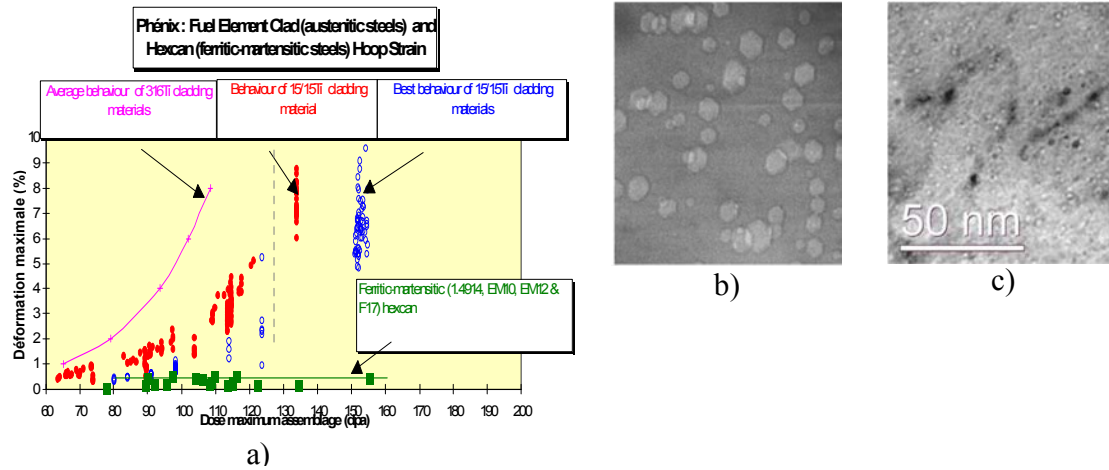 Phénix : Fuel Element Clad (austenitic steels) and
Hexcan (ferritic-martensitic steels) Hoop Strain
Average behaviour of 316Ti cladding
materials
Behaviour of 15/15Ti cladding
material
Best behaviour of 15/15Ti cladding
materials
Déformation maximale (%)
10
9
8
7
6
5
4
3
2
1
0
Ferritic-martensitic (1.4914, EM10, EM12 &
F17) hexcan
60 70 80 90 100 110 120 130 140 150 160 170 180 190 200
Dose maximum assemblage (dpa)
a)
b)
50 nm
c)